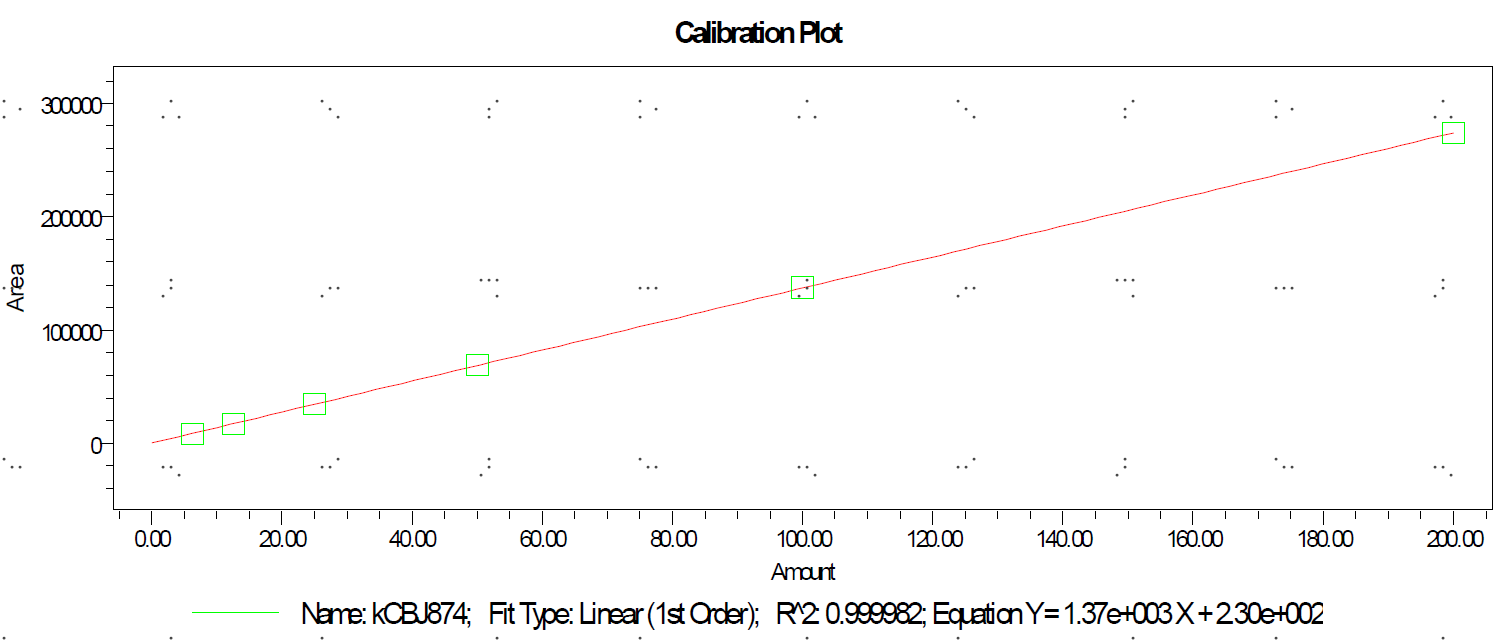 Calibration Plot
300000
200000
100000
0
Area
0.00 20.00 40.00 60.00 80.00 100.00 120.00 140.00 160.00 180.00 200.00
Amount
Name: kCBJ874; Fit Type: Linear (1st Order); R^2: 0.999982; Equation Y = 1.37e+003 X + 2.30e+002